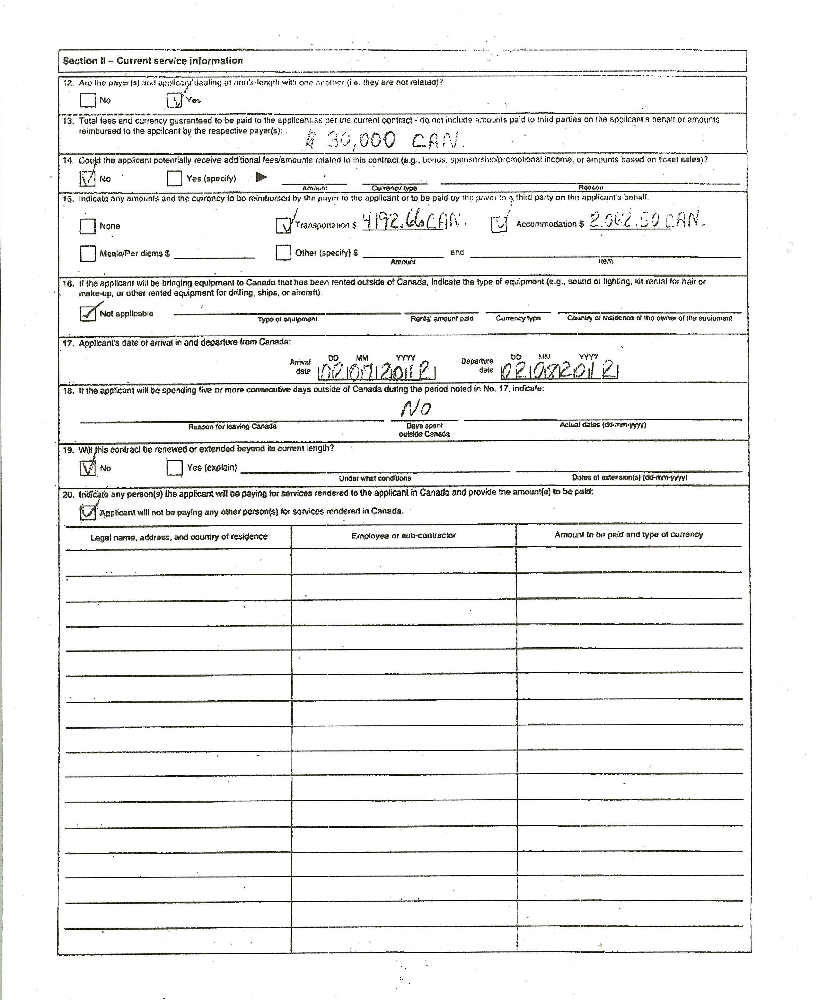 Section II – Current service information
12. Are the payer(s) and applicant dealing at arm's-length with one another (i.e. they are not related)?
No Yes
13. Total fees and currency guaranteed to be paid to the applicant as per the current contract - do not include amounts paid to third parties on the applicant's behalf or amounts
reimbursed to the applicant by the respective payer(s): $ 30,000 CAN.
14. Could the applicant potentially receive additional fees/amounts related to this contract (e.g., bonus, sponsorship/promotional income, or amounts based on ticket sales)?
No Yes (specify)
Amount Currency type Reason
15. Indicate any amounts and the currency to be reimbursed by the payer to the applicant or to be paid by the payer to a third party on the applicant's behalf.
None Transportation $ 4192.66 CAN. Accommodation $ 2.062.50 CAN.
Meals/Per diems $ Other (specify) $ and
Amount Item
16. If the applicant will be bringing equipment to Canada that has been rented outside of Canada, indicate the type of equipment (e.g., sound or lighting, kit rental for hair or
make-up, or other rented equipment for drilling, ships, or aircraft).
Not applicable
Type of equipment Rental amount paid Currency type Country of residence of the owner of the equipment
17. Applicant's date of arrival in and departure from Canada:
DD MM YYYY DD MM YYYY
Arrival date 02 07 2012 Departure date 02 08 2012
18. If the applicant will be spending five or more consecutive days outside of Canada during the period noted in No. 17, indicate:
NO
Reason for leaving Canada Days spent Actual dates (dd-mm-yyyy)
outside Canada
19. Will this contract be renewed or extended beyond its current length?
No Yes (explain)
Under what conditions Dates of extension(s) (dd-mm-yyyy)
20. Indicate any person(s) the applicant will be paying for services rendered to the applicant in Canada and provide the amount(s) to be paid:
Applicant will not be paying any other person(s) for services rendered in Canada.
Legal name, address, and country of residence Employee or sub-contractor Amount to be paid and type of currency